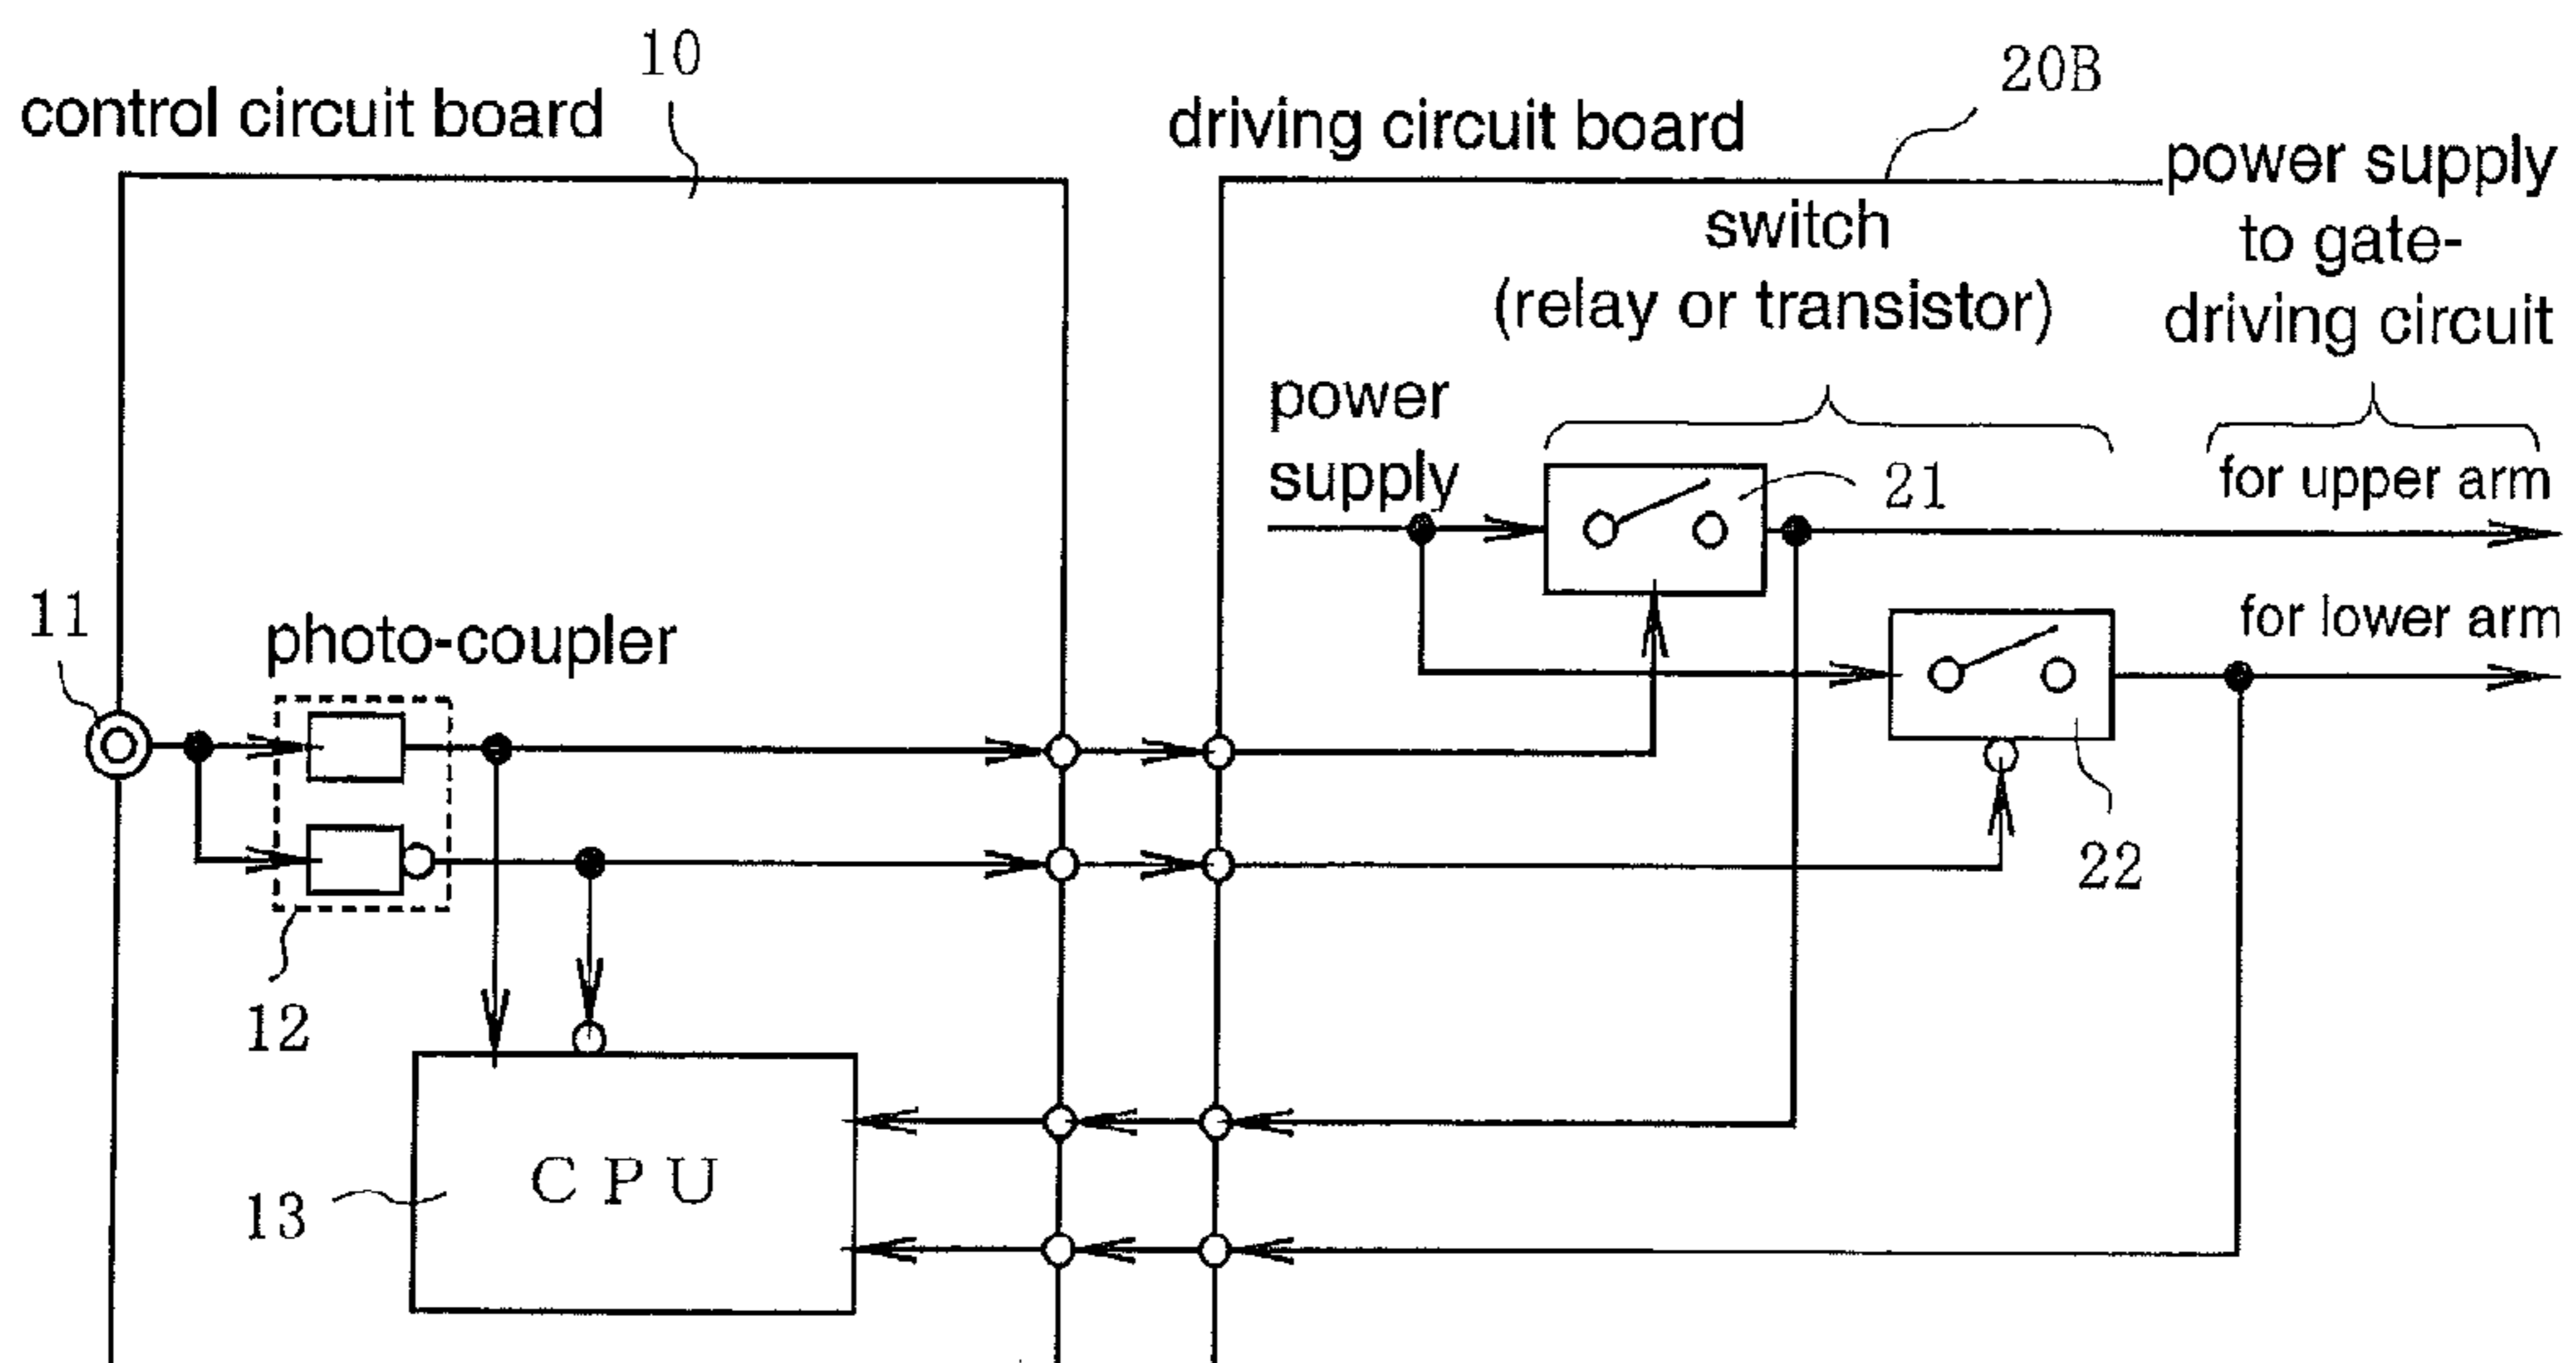 10
control circuit board
20B
driving circuit board
power supply
to gate-
driving circuit
switch
(relay or transistor)
power
supply
21
for upper arm
11
photo-coupler
for lower arm
22
12
CPU
13